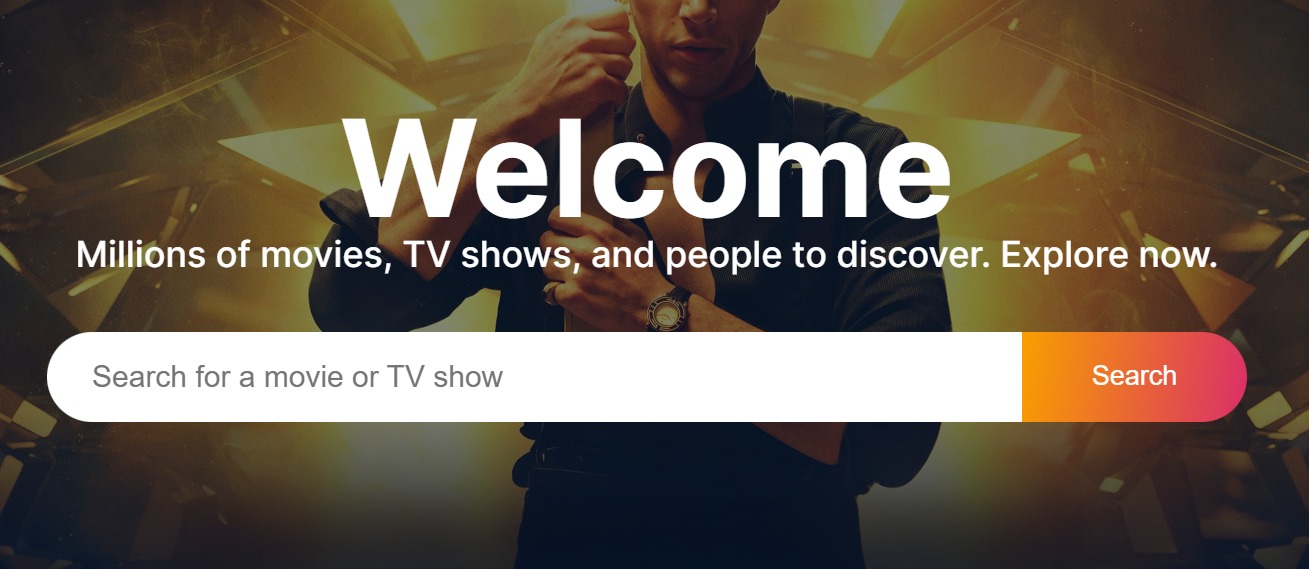 Welcome
Millions of movies, TV shows, and people to discover. Explore now.
Search for a movie or TV show
Search